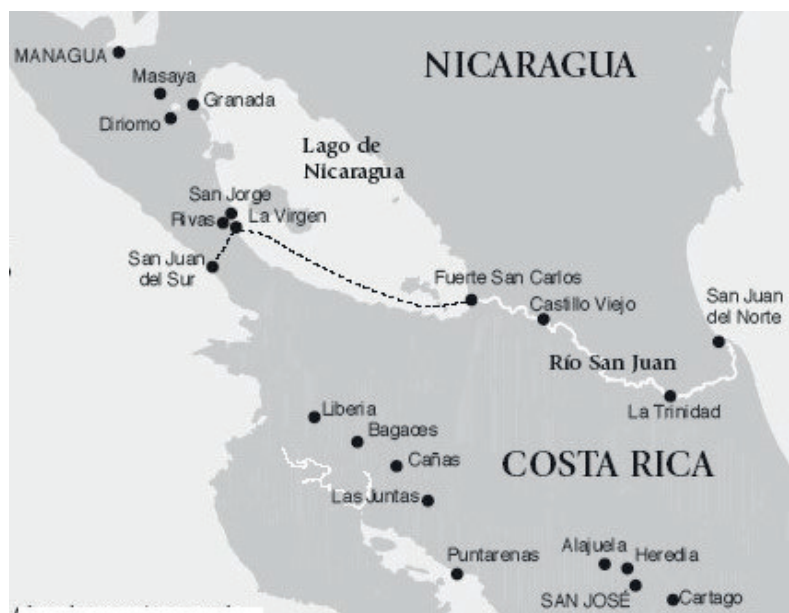 NICARAGUA
MANAGUA
Masaya
Granada
Diriomo
Lago de
Nicaragua
San Jorge
La Virgen
Rivas
San Juan
del Sur
Fuerte San Carlos
Castillo Viejo
San Juan
del Norte
Río San Juan
La Trinidad
Liberia
Bagaces
Cañas
COSTA RICA
Las Juntas
Puntarenas
Alajuela
Heredia
SAN JOSÉ
Cartago